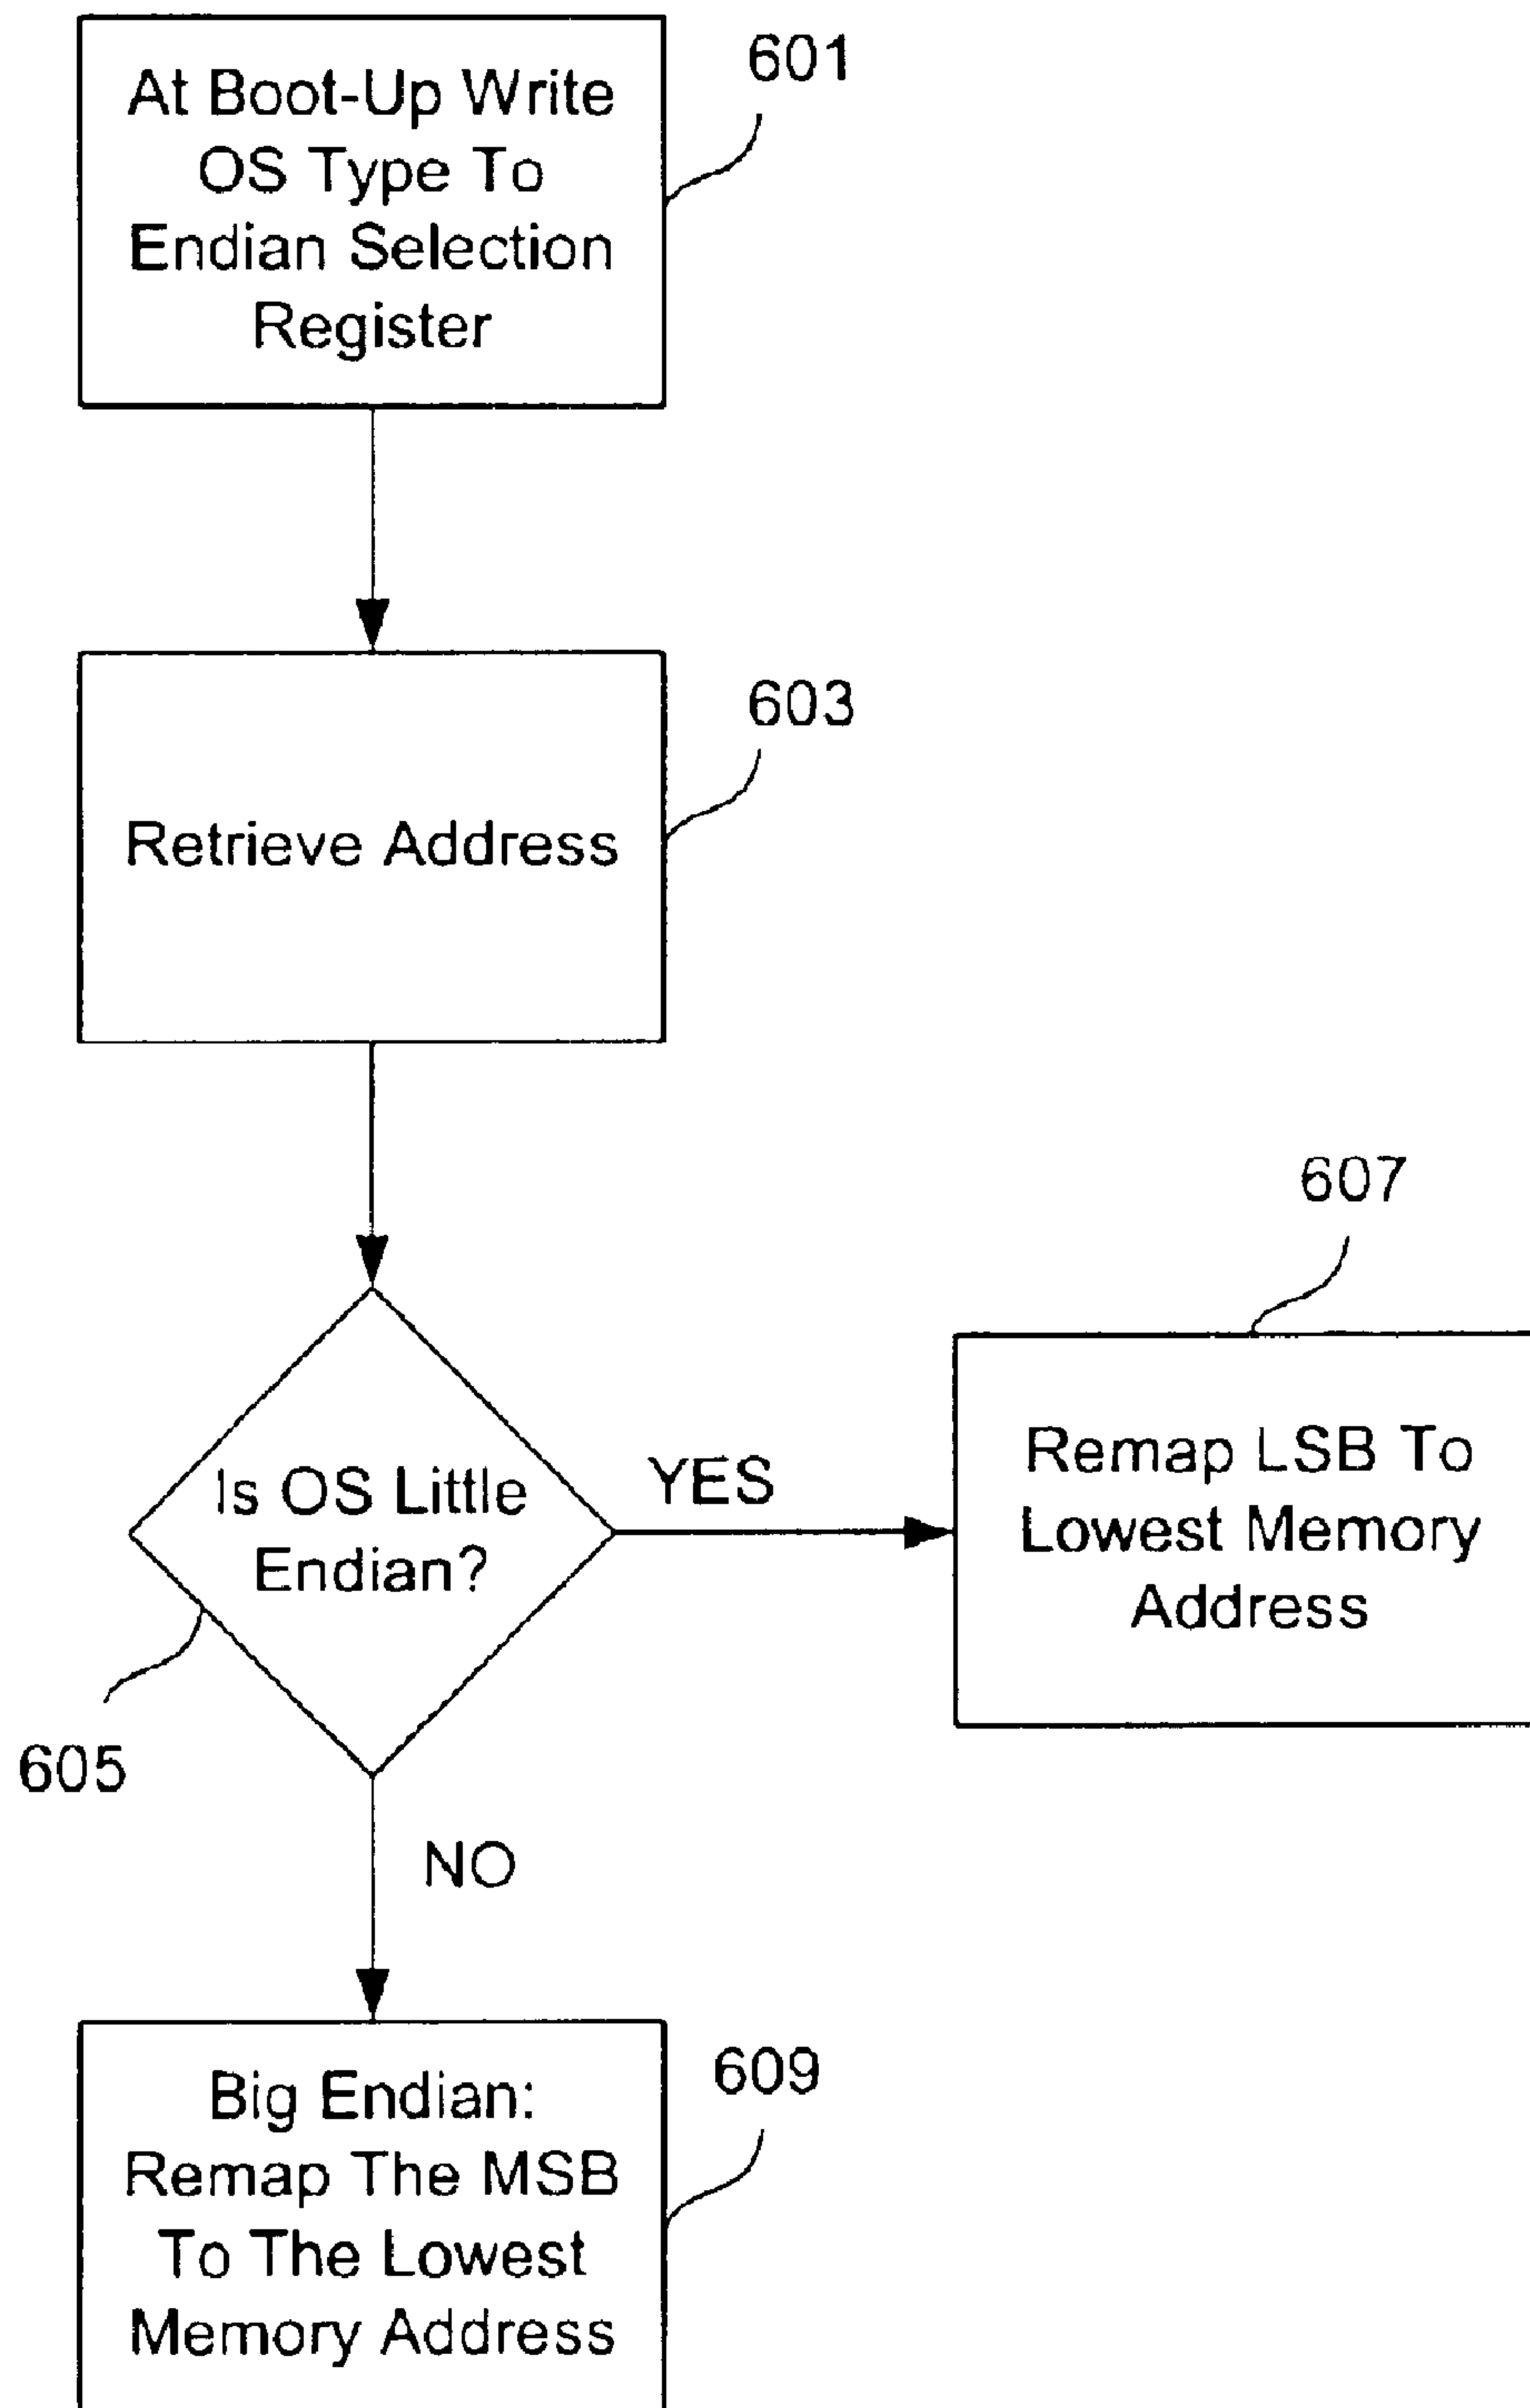 At Boot-Up Write
OS Type To
Endian Selection
Register
601
Retrieve Address
603
Is OS Little
Endian?
605
YES
607
Remap LSB To
Lowest Memory
Address
NO
Big Endian:
Remap The MSB
To The Lowest
Memory Address
609